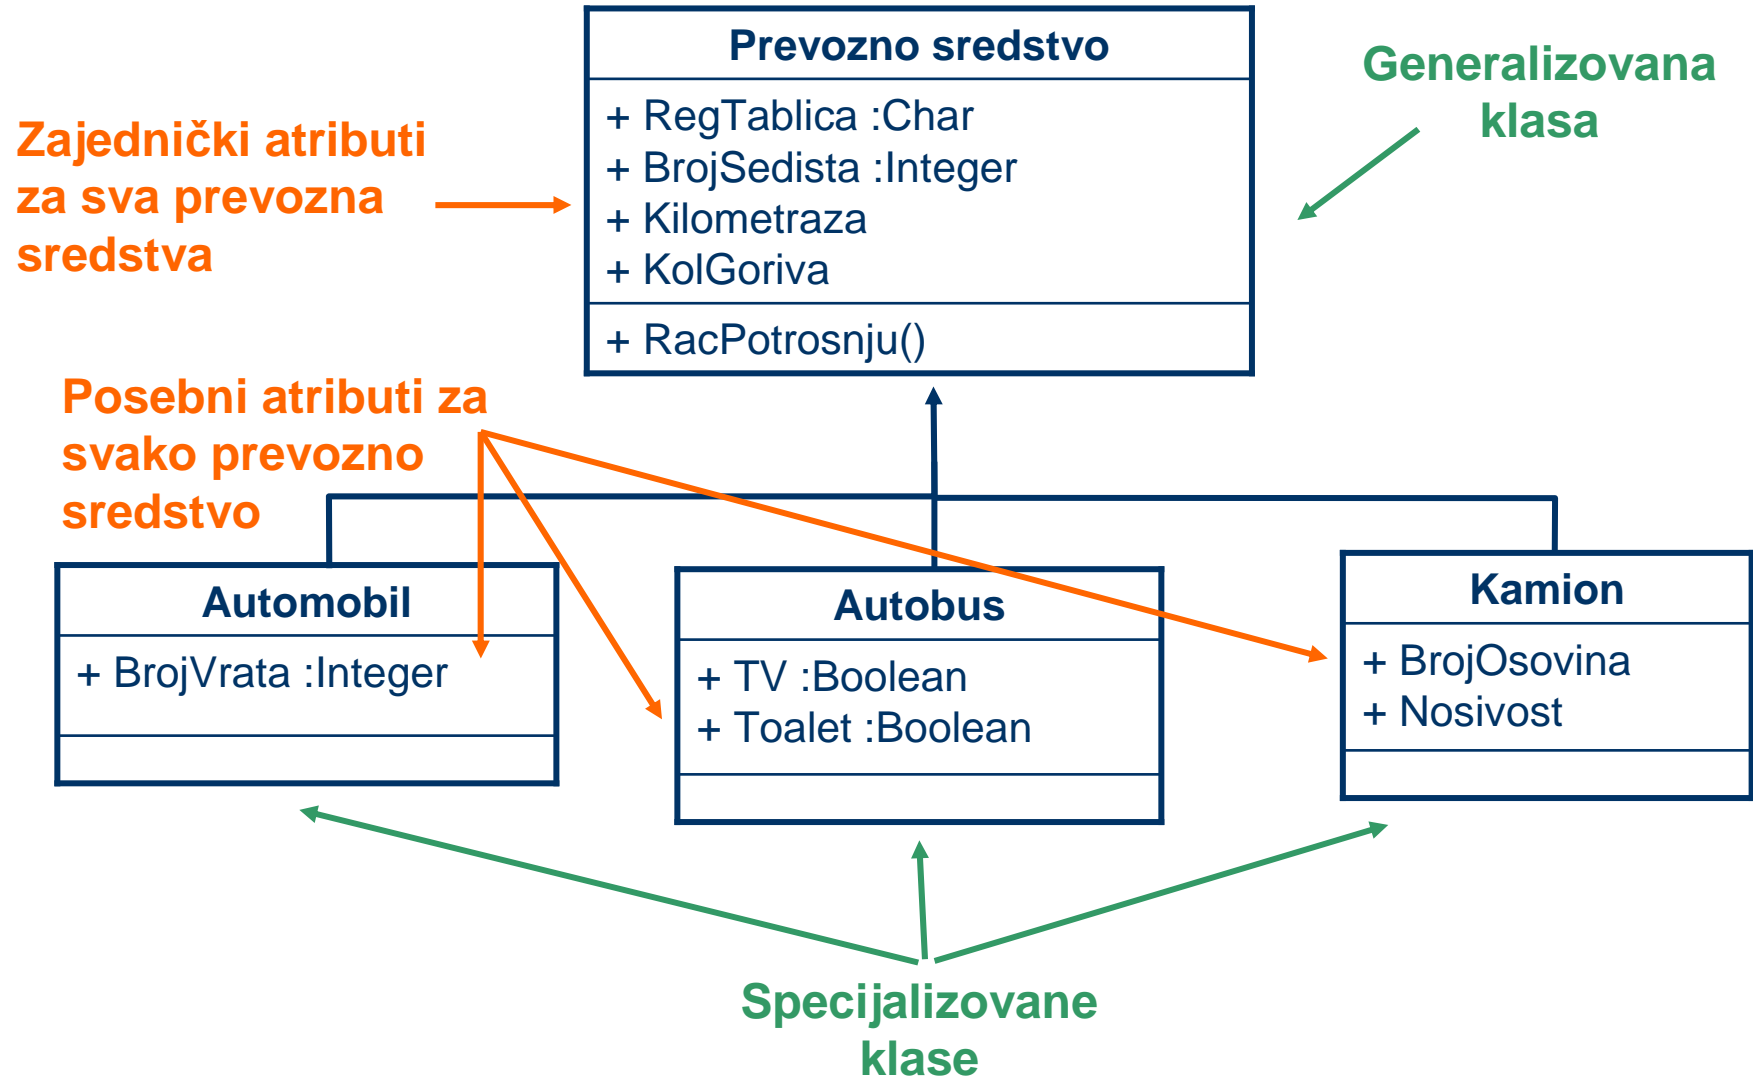 Prevozno sredstvo
+ RegTablica :Char
+ BrojSedista :Integer
+ Kilometraza
+ KolGoriva
+ RacPotrosnju()
Generalizovana
klasa
Zajednički atributi
za sva prevozna
sredstva
Posebni atributi za
svako prevozno
sredstvo
Automobil
+ BrojVrata :Integer
Autobus
+ TV :Boolean
+ Toalet :Boolean
Kamion
+ BrojOsovina
+ Nosivost
Specijalizovane
klase